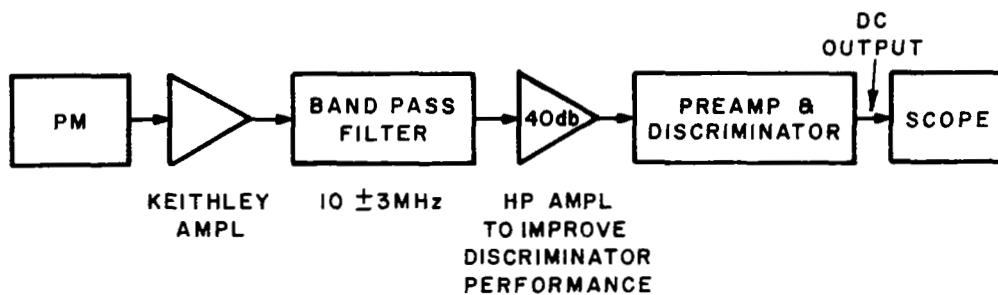 DC
OUTPUT
PM
BAND PASS
FILTER
40db
PREAMP &
DISCRIMINATOR
SCOPE
KEITHLEY
AMPL
10 ±3MHz
HP AMPL
TO IMPROVE
DISCRIMINATOR
PERFORMANCE